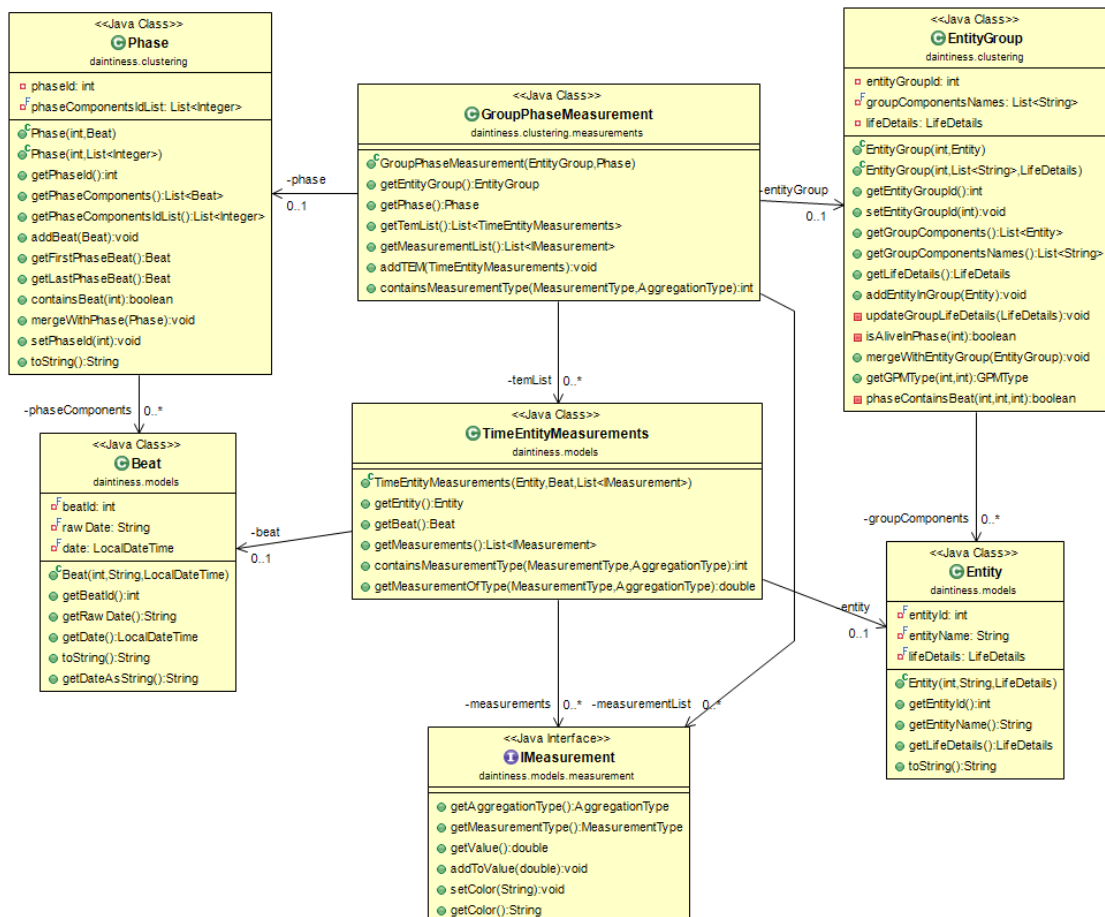 <<Java Class>>
Phase
daintiness.clustering
phaseId: int
phaseComponentsIdList: List<Integer>
Phase(int,Beat)
Phase(int,List<Integer>)
getPhaseId():int
getPhaseComponents():List<Beat>
getPhaseComponentsIdList():List<Integer>
addBeat(Beat):void
getFirstPhaseBeat():Beat
getLastPhaseBeat():Beat
containsBeat(int):boolean
mergeWithPhase(Phase):void
setPhaseId(int):void
toString():String
<<Java Class>>
GroupPhaseMeasurement
daintiness.clustering.measurements
GroupPhaseMeasurement(EntityGroup,Phase)
getEntityGroup():EntityGroup
getPhase():Phase
getTemList():List<TimeEntityMeasurements>
getMeasurementList():List<IMeasurement>
addTEM(TimeEntityMeasurements):void
containsMeasurementType(MeasurementType,AggregationType):int
<<Java Class>>
EntityGroup
daintiness.clustering
entityGroupId: int
groupComponentsNames: List<String>
lifeDetails: LifeDetails
EntityGroup(int,Entity)
EntityGroup(int,List<String>,LifeDetails)
getEntityGroupId():int
setEntityGroupId(int):void
getGroupComponents():List<Entity>
getGroupComponentsNames():List<String>
getLifeDetails():LifeDetails
addEntityInGroup(Entity):void
updateGroupLifeDetails(LifeDetails):void
isAliveInPhase(int):boolean
mergeWithEntityGroup(EntityGroup):void
getGPMType(int,int):GPMType
phaseContainsBeat(int,int,int):boolean
-phase
0..1
-entityGroup
0..1
-temList
0..*
-phaseComponents
0..*
<<Java Class>>
Beat
daintiness.models
beatId: int
rawDate: String
date: LocalDateTime
Beat(int,String,LocalDateTime)
getBeatId():int
getRawDate():String
getDate():LocalDateTime
toString():String
getDateAsString():String
<<Java Class>>
TimeEntityMeasurements
daintiness.models
TimeEntityMeasurements(Entity,Beat,List<IMeasurement>)
getEntity():Entity
getBeat():Beat
getMeasurements():List<IMeasurement>
containsMeasurementType(MeasurementType,AggregationType):int
getMeasurementOfType(MeasurementType,AggregationType):double
-beat
0..1
-groupComponents
0..*
-entity
0..1
<<Java Class>>
Entity
daintiness.models
entityId: int
entityName: String
lifeDetails: LifeDetails
Entity(int,String,LifeDetails)
getEntityId():int
getEntityName():String
getLifeDetails():LifeDetails
toString():String
-measurements
0..*
-measurementList
0..*
<<Java Interface>>
IMeasurement
daintiness.models.measurement
getAggregationType():AggregationType
getMeasurementType():MeasurementType
getValue():double
addToValue(double):void
setColor(String):void
getColor():String